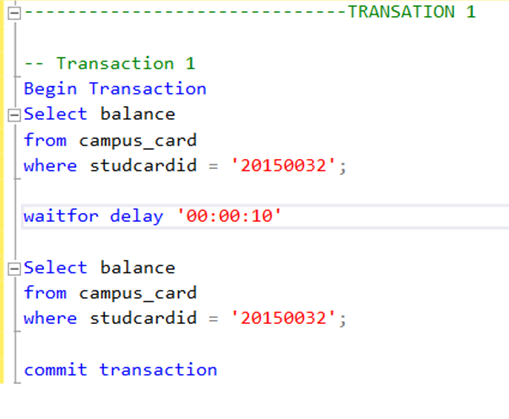 ------------------------------TRANSATION 1
-- Transaction 1
Begin Transaction
Select balance
from campus_card
where studcardid = '20150032';
waitfor delay '00:00:10'
Select balance
from campus_card
where studcardid = '20150032';
commit transaction